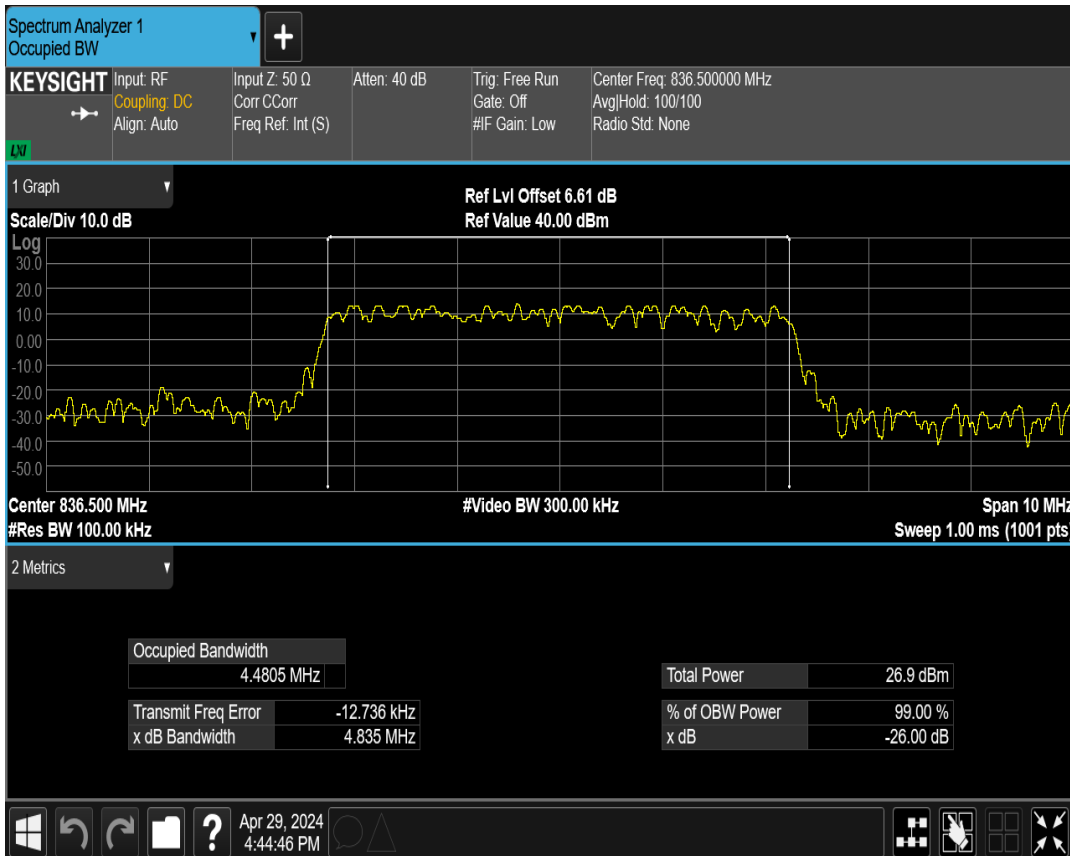 Spectrum Analyzer 1
Occupied BW
+
KEYSIGHT
Input: RF
Coupling: DC
Align: Auto
Input Z: 50 Ω
Corr CCorr
Freq Ref: Int (S)
Atten: 40 dB
Trig: Free Run
Gate: Off
#IF Gain: Low
Center Freq: 836.500000 MHz
Avg|Hold: 100/100
Radio Std: None
LXI
1 Graph
Scale/Div 10.0 dB
Ref Lvl Offset 6.61 dB
Ref Value 40.00 dBm
Log
30.0
20.0
10.0
0.00
-10.0
-20.0
-30.0
-40.0
-50.0
Center 836.500 MHz
#Video BW 300.00 kHz
Span 10 MHz
#Res BW 100.00 kHz
Sweep 1.00 ms (1001 pts)
2 Metrics
Occupied Bandwidth
4.4805 MHz
Transmit Freq Error -12.736 kHz
x dB Bandwidth 4.835 MHz
Total Power 26.9 dBm
% of OBW Power 99.00 %
x dB -26.00 dB
?
Apr 29, 2024
4:44:46 PM